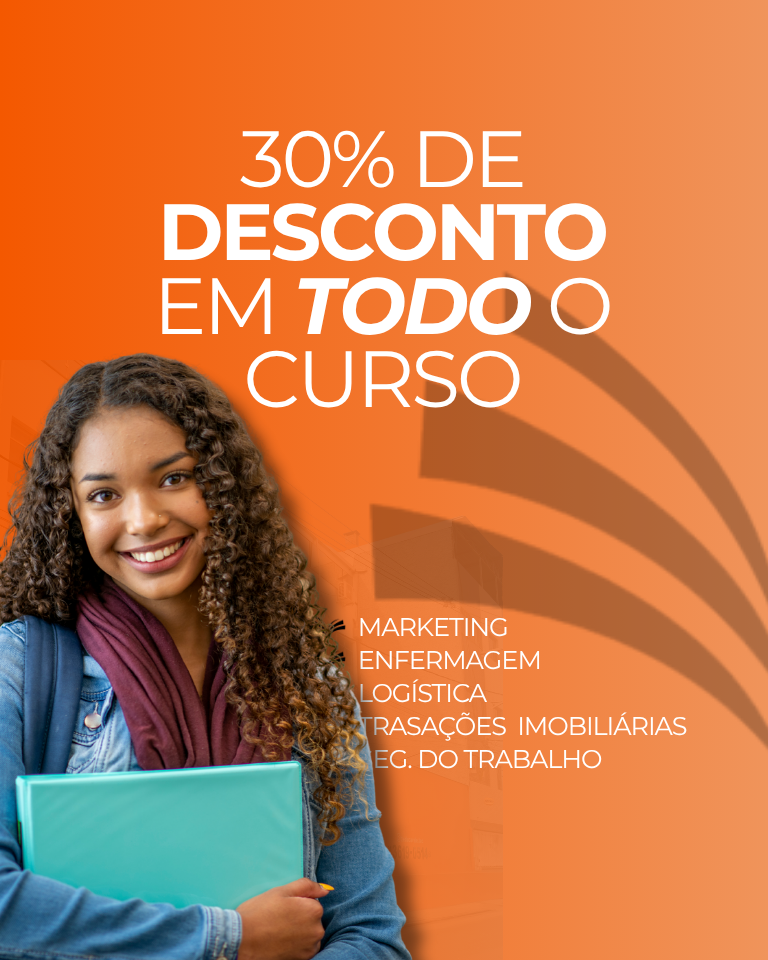 30% DE
DESCONTO
EM TODO O
CURSO
MARKETING
ENFERMAGEM
LOGÍSTICA
TRASAÇÕES IMOBILIÁRIAS
EG. DO TRABALHO